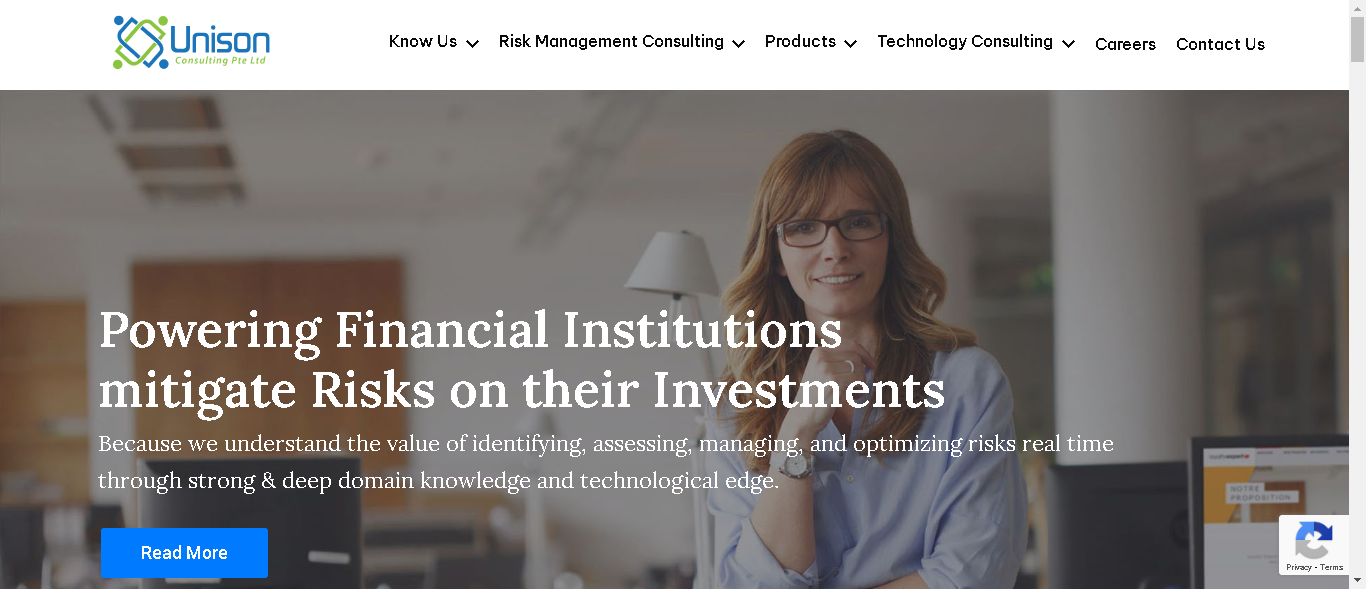 Unison
Consulting Pte Ltd
Know Us
Risk Management Consulting
Products
Technology Consulting
Careers
Contact Us
Powering Financial Institutions
mitigate Risks on their Investments
Because we understand the value of identifying, assessing, managing, and optimizing risks real time
through strong & deep domain knowledge and technological edge.
Read More
NOTRE
PROPOSITION
Privacy - Terms